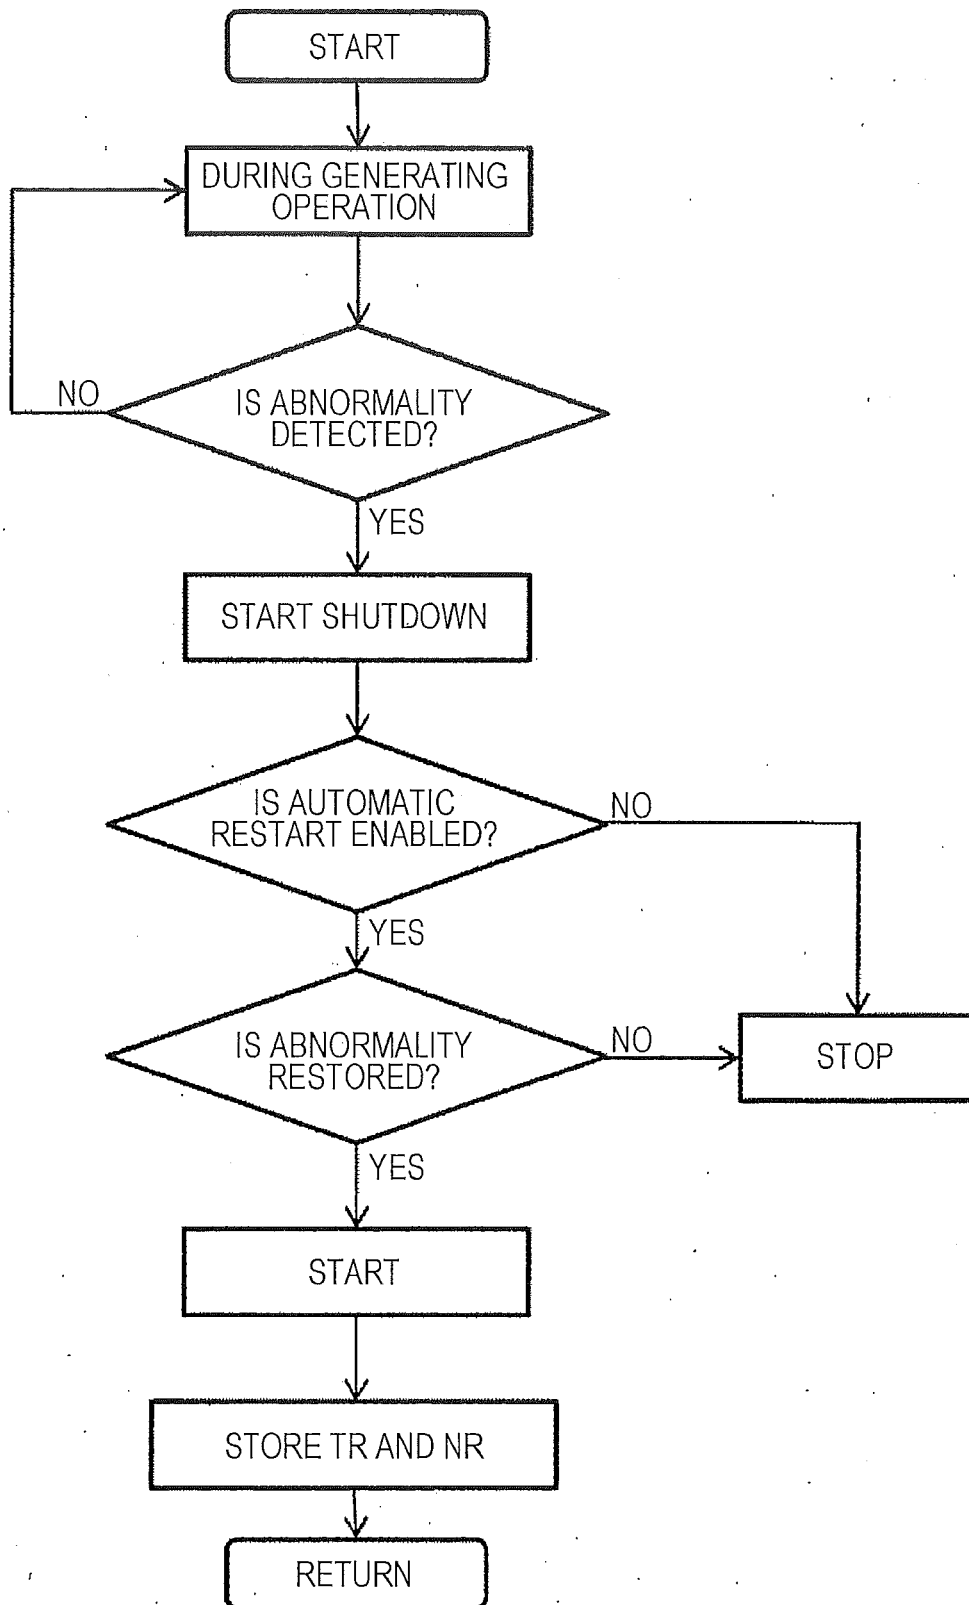 START
DURING GENERATING
OPERATION
NO
IS ABNORMALITY
DETECTED?
YES
START SHUTDOWN
IS AUTOMATIC
RESTART ENABLED?
NO
YES
IS ABNORMALITY
RESTORED?
NO
STOP
YES
START
STORE TR AND NR
RETURN